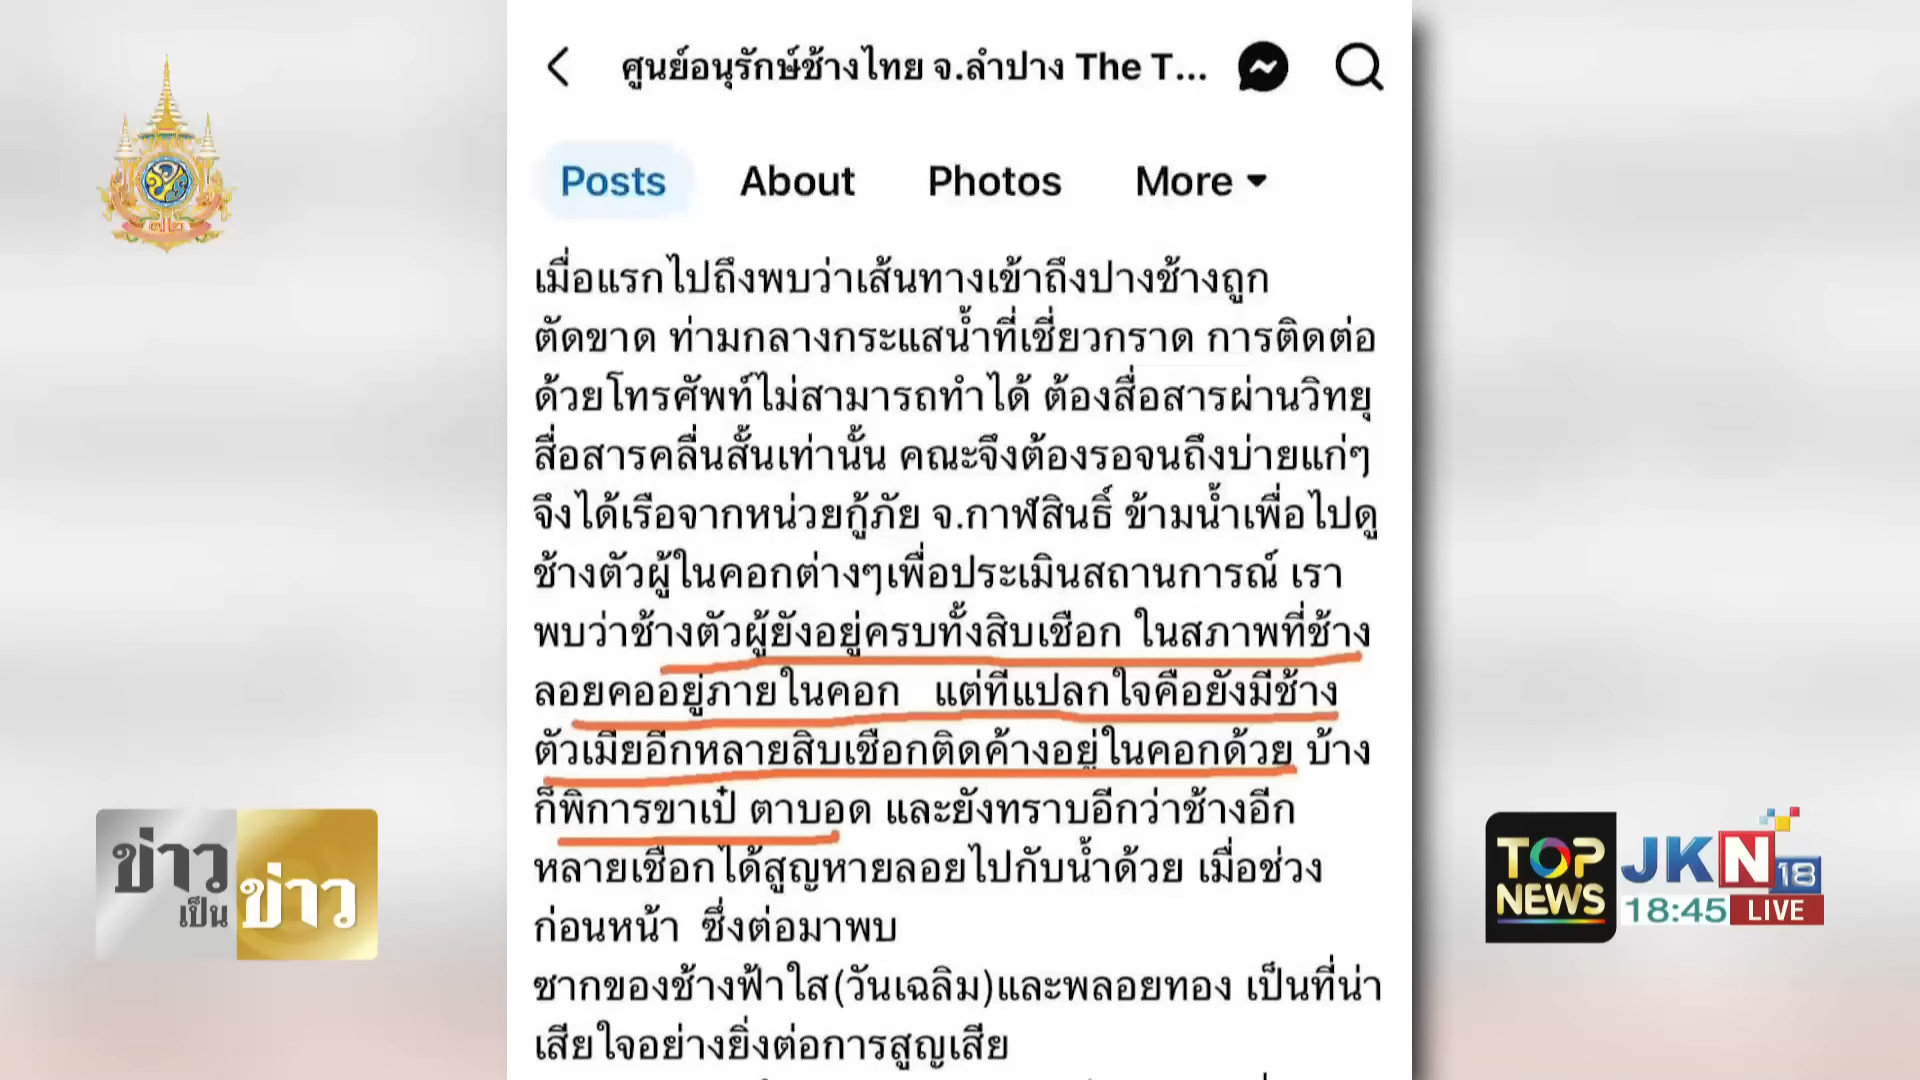 ศูนย์อนุรักษ์ช้างไทย จ.ลำปาง The T...
Posts About Photos More
เมื่อแรกไปถึงพบว่าเส้นทางเข้าถึงปางช้างถูก
ตัดขาด ท่ามกลางกระแสน้ำที่เชี่ยวกราด การติดต่อ
ด้วยโทรศัพท์ไม่สามารถทำได้ ต้องสื่อสารผ่านวิทยุ
สื่อสารคลื่นสั้นเท่านั้น คณะจึงต้องรอจนถึงบ่ายแก่ๆ
จึงได้เรือจากหน่วยกู้ภัย จ.กาฬสินธิ์ ข้ามน้ำเพื่อไปดู
ช้างตัวผู้ในคอกต่างๆเพื่อประเมินสถานการณ์ เรา
พบว่าช้างตัวผู้ยังอยู่ครบทั้งสิบเชือก ในสภาพที่ช้าง
ลอยคออยู่ภายในคอก แต่ที่แปลกใจคือยังมีช้าง
ตัวเมียอีกหลายสิบเชือกติดค้างอยู่ในคอกด้วย บ้าง
ก็พิการขาเป๋ ตาบอด และยังทราบอีกว่าช้างอีก
หลายเชือกได้สูญหายลอยไปกับน้ำด้วย เมื่อช่วง
ก่อนหน้า ซึ่งต่อมาพบ
ซากของช้างฟ้าใส(วันเฉลิม)และพลอยทอง เป็นที่น่า
เสียใจอย่างยิ่งต่อการสูญเสีย
ข่าว
เป็น
ข่าว
TOP
NEWS
JKN
18
18:45 LIVE